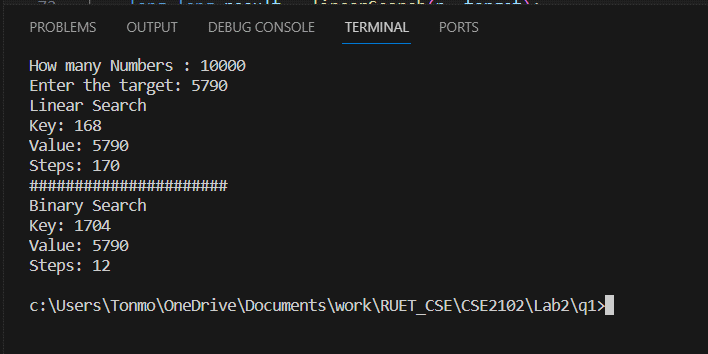 PROBLEMS OUTPUT DEBUG CONSOLE TERMINAL PORTS
How many Numbers : 10000
Enter the target: 5790
Linear Search
Key: 168
Value: 5790
Steps: 170
######################
Binary Search
Key: 1704
Value: 5790
Steps: 12
c:\Users\Tonmo\OneDrive\Documents\work\RUET_CSE\CSE2102\Lab2\q1>